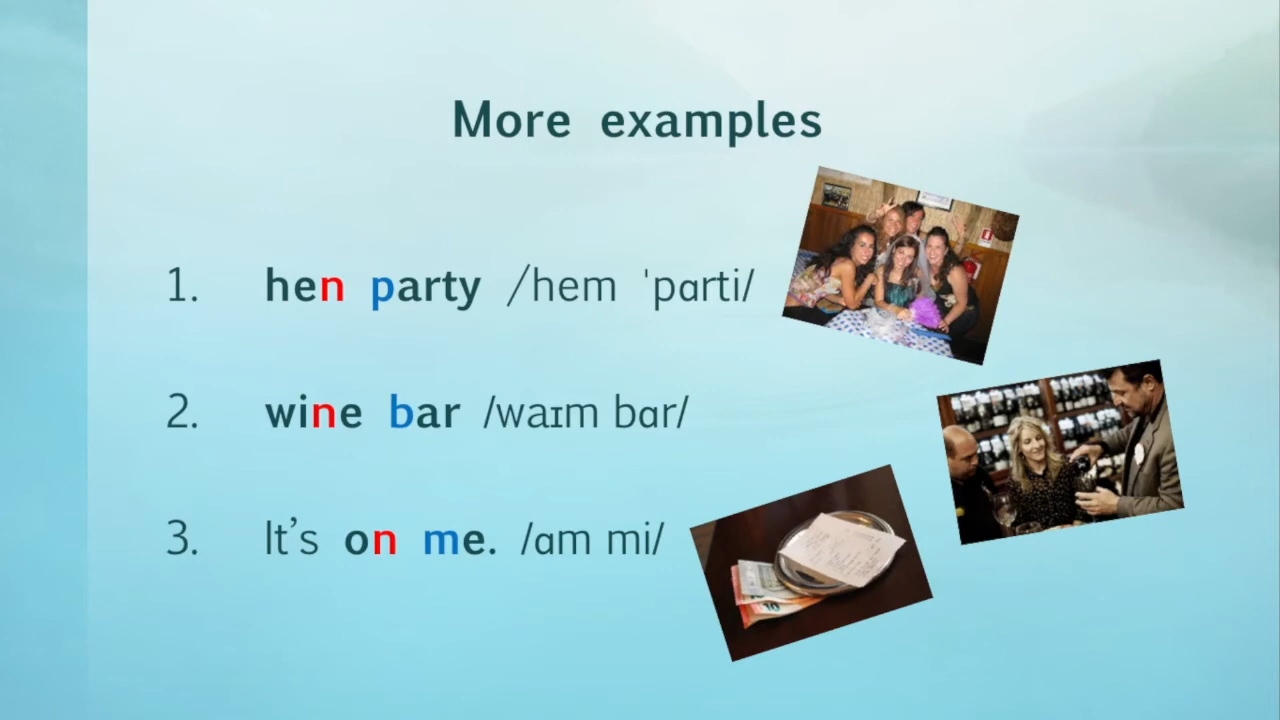 More examples
1. hen party /hem ˈpɑrti/
2. wine bar /waɪm bɑr/
3. It’s on me. /ɑm mi/